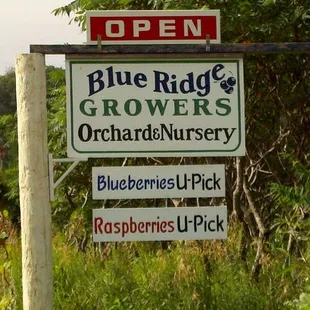 OPEN
Blue Ridge
GROWERS
Orchard & Nursery
Blueberries U-Pick
Raspberries U-Pick